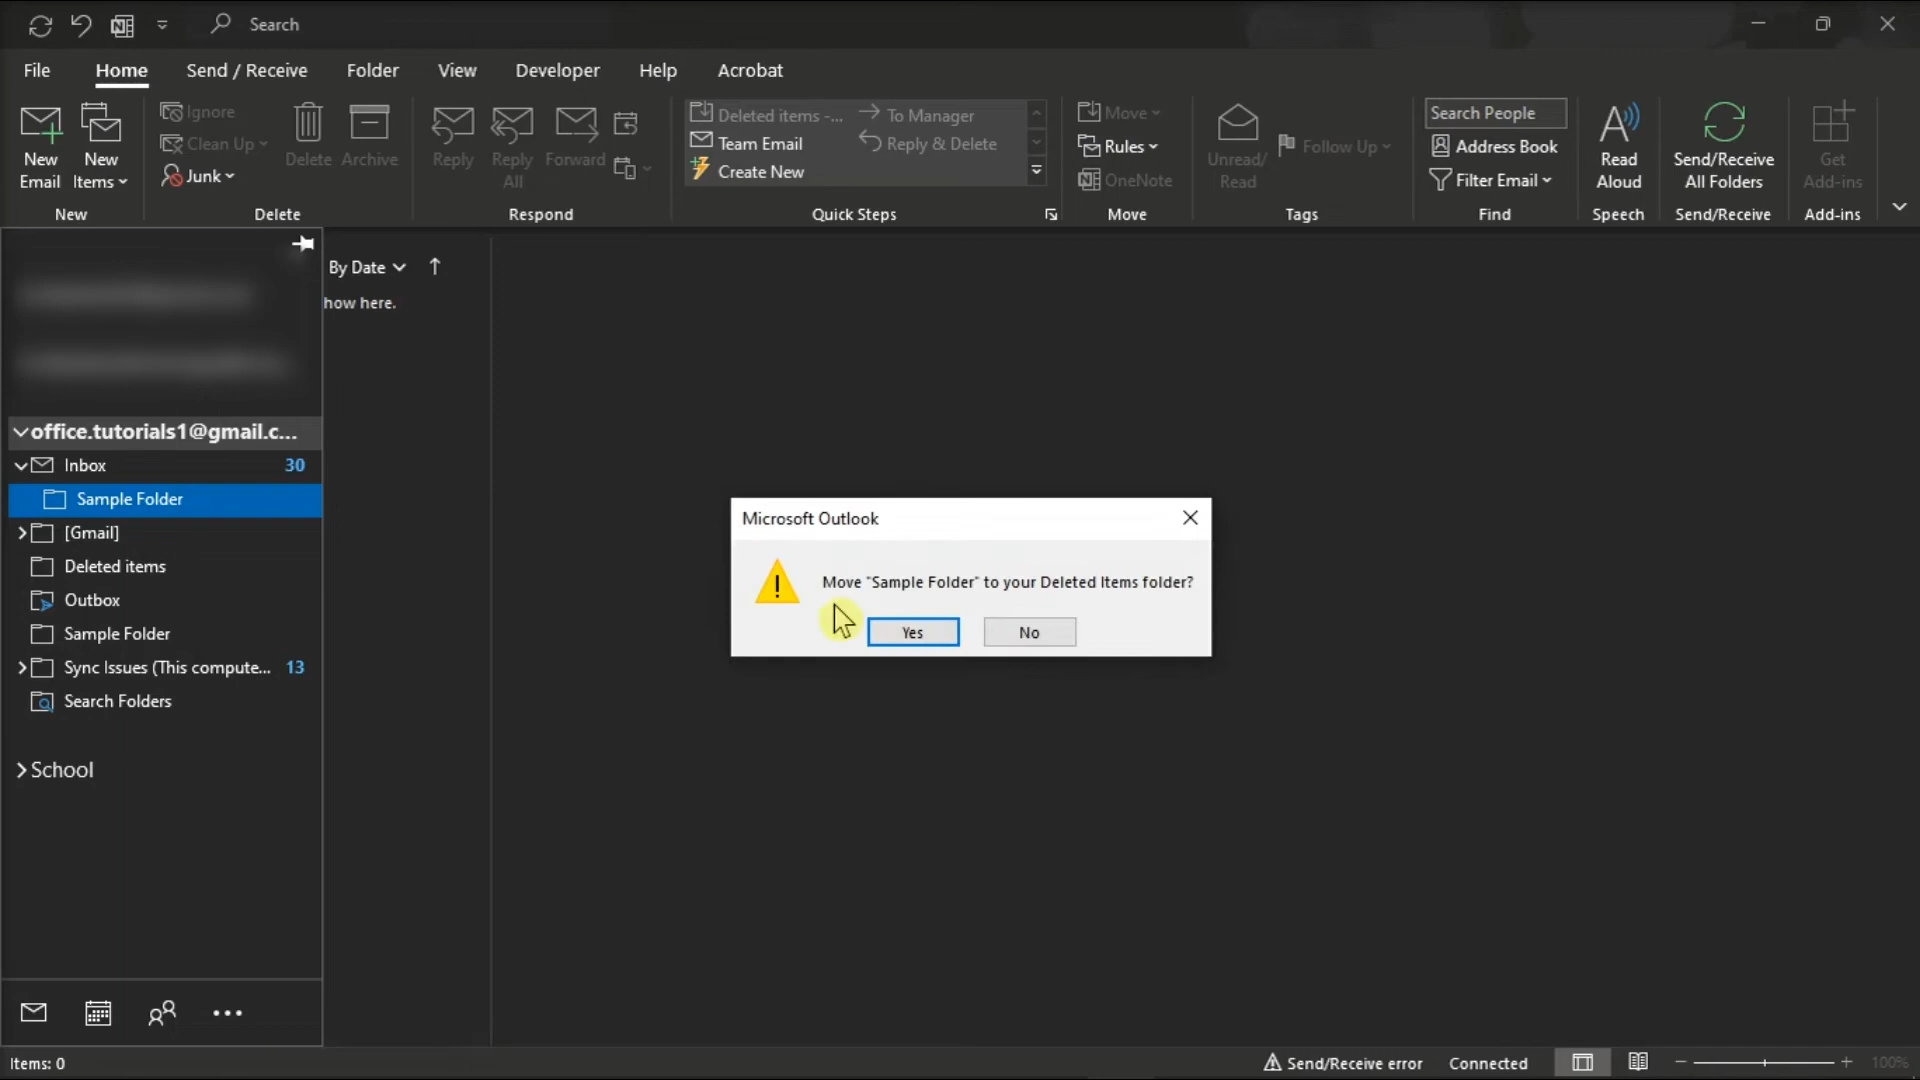 Search
File Home Send / Receive Folder View Developer Help Acrobat
New Email
New Items
Ignore
Clean Up
Junk
Delete
Archive
Delete
New
Reply
Reply All
Forward
Respond
Deleted items -...
To Manager
Team Email
Reply & Delete
Create New
Quick Steps
Move
Rules
OneNote
Move
Unread/ Read
Follow Up
Tags
Search People
Address Book
Filter Email
Find
Read Aloud
Speech
Send/Receive All Folders
Send/Receive
Get Add-ins
Add-ins
By Date
how here.
office.tutorials1@gmail.c...
Inbox 30
Sample Folder
[Gmail]
Deleted items
Outbox
Sample Folder
Sync Issues (This compute... 13
Search Folders
School
Microsoft Outlook
Move "Sample Folder" to your Deleted Items folder?
Yes No
Items: 0
Send/Receive error Connected 100%